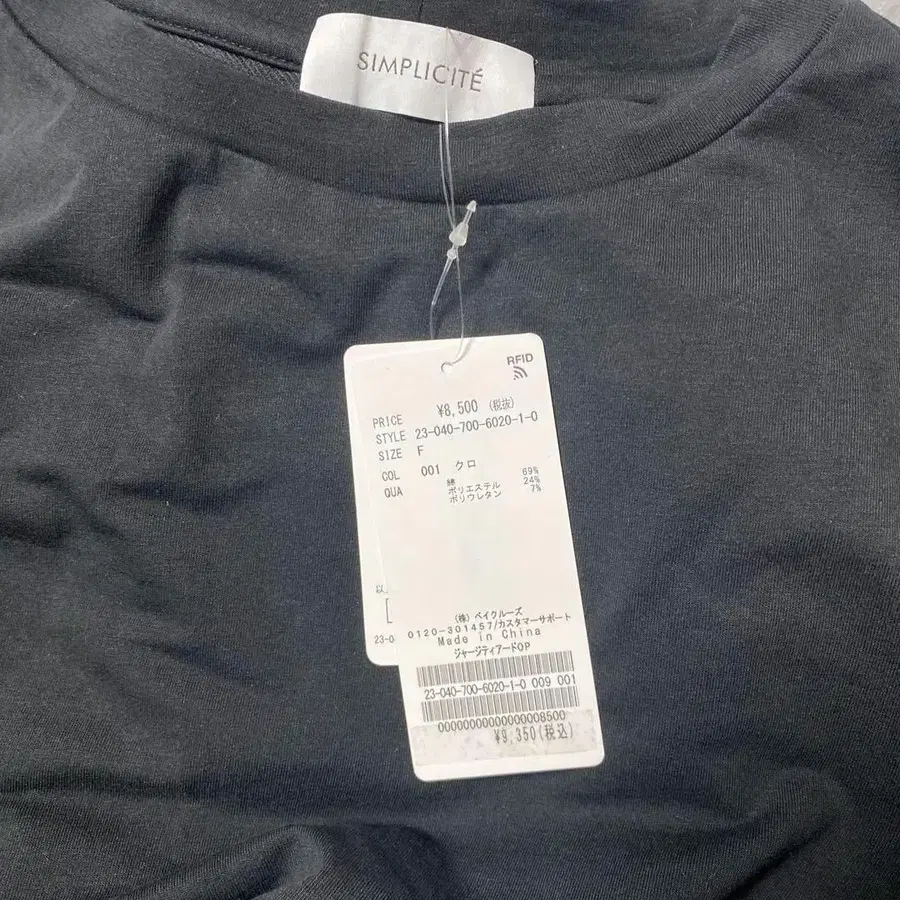 SIMPLICITÉ
RFID
PRICE ¥8,500 (税抜)
STYLE 23-040-700-6020-1-0
SIZE F
COL 001 クロ
QUA 綿 69%
ポリエステル 24%
ポリウレタン 7%
以
23-0
(株) ベイクルーズ
0120-301457/カスタマーサポート
Made in China
ジャージティアードOP
23-040-700-6020-1-0 009 001
00000000000000008500
¥9,350(税込)